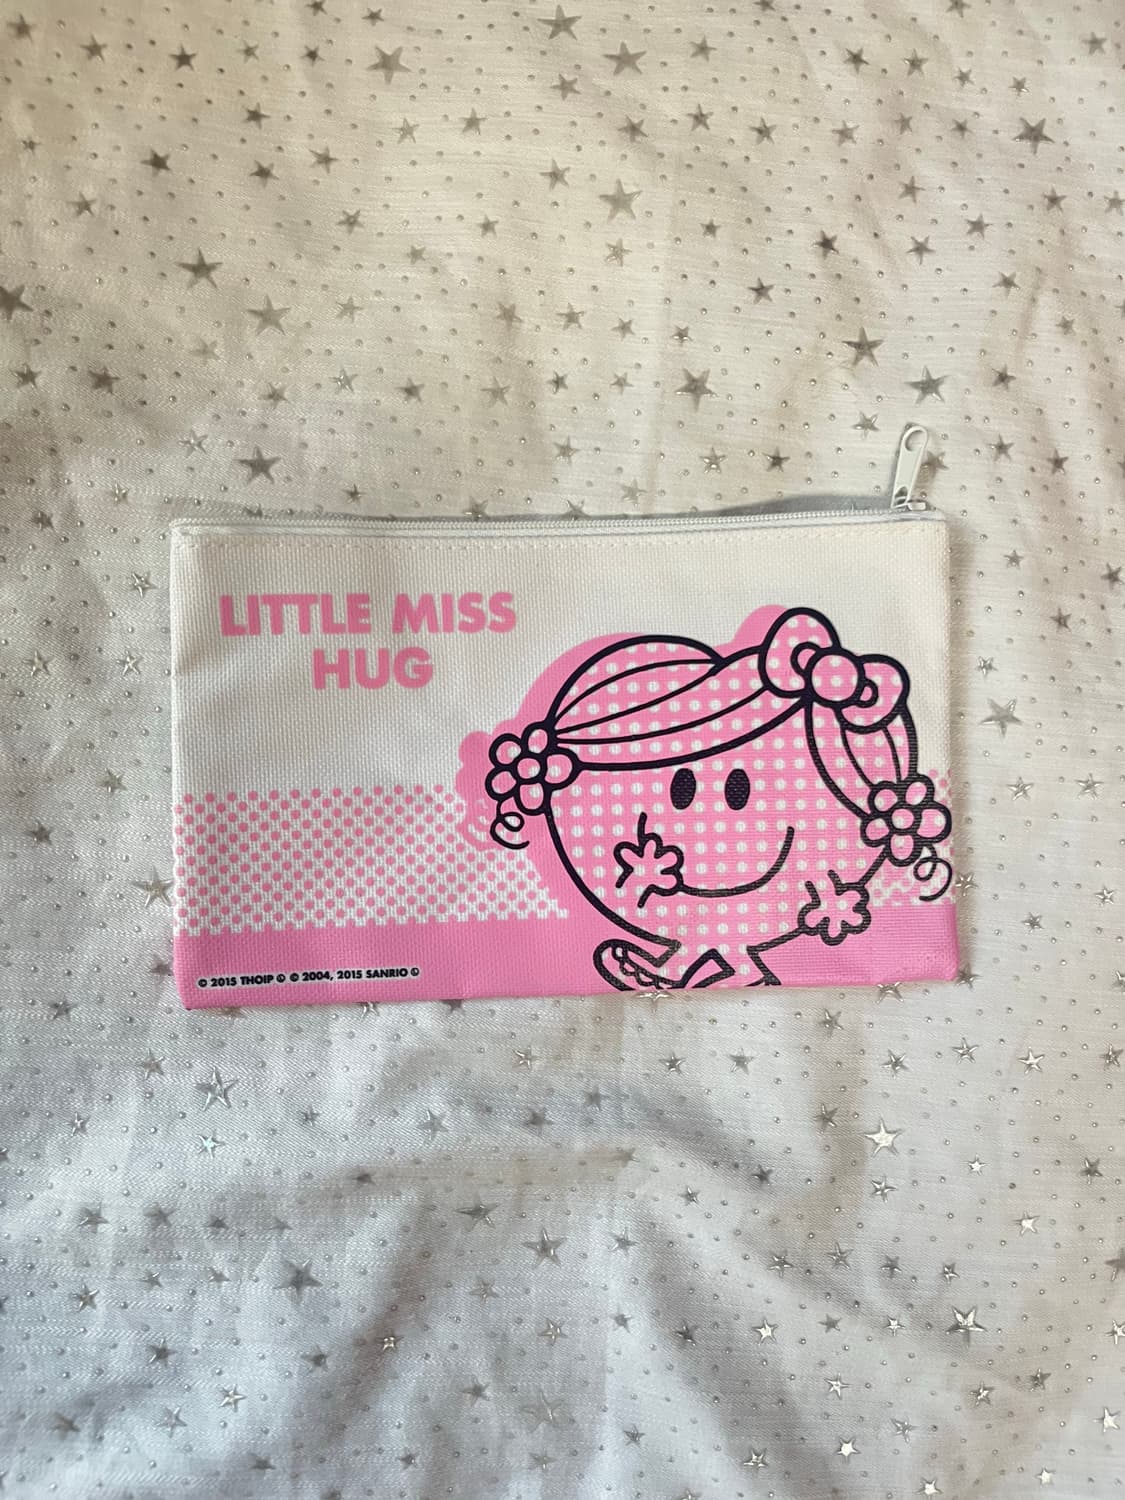 LITTLE MISS
HUG
© 2015 THOIP ® © 2004, 2015 SANRIO ®